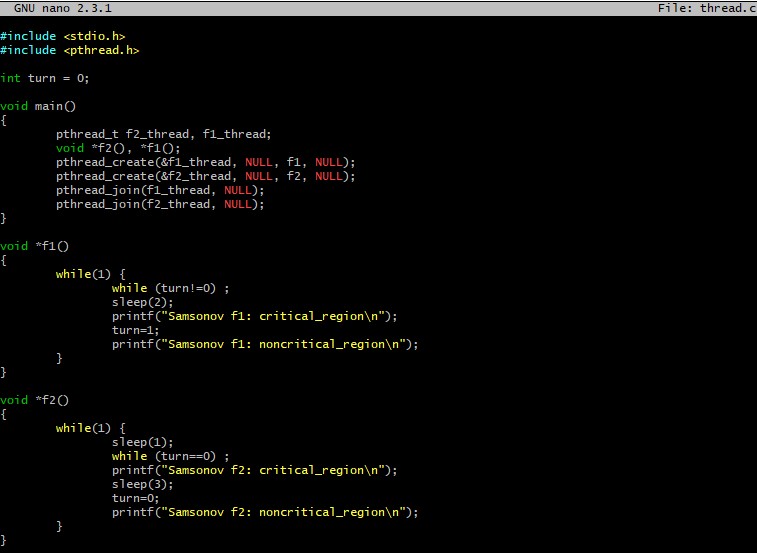 GNU nano 2.3.1 File: thread.c
#include <stdio.h>
#include <pthread.h>
int turn = 0;
void main()
{
pthread_t f2_thread, f1_thread;
void *f2(), *f1();
pthread_create(&f1_thread, NULL, f1, NULL);
pthread_create(&f2_thread, NULL, f2, NULL);
pthread_join(f1_thread, NULL);
pthread_join(f2_thread, NULL);
}
void *f1()
{
while(1) {
while (turn!=0) ;
sleep(2);
printf("Samsonov f1: critical_region\n");
turn=1;
printf("Samsonov f1: noncritical_region\n");
}
}
void *f2()
{
while(1) {
sleep(1);
while (turn==0) ;
printf("Samsonov f2: critical_region\n");
sleep(3);
turn=0;
printf("Samsonov f2: noncritical_region\n");
}
}